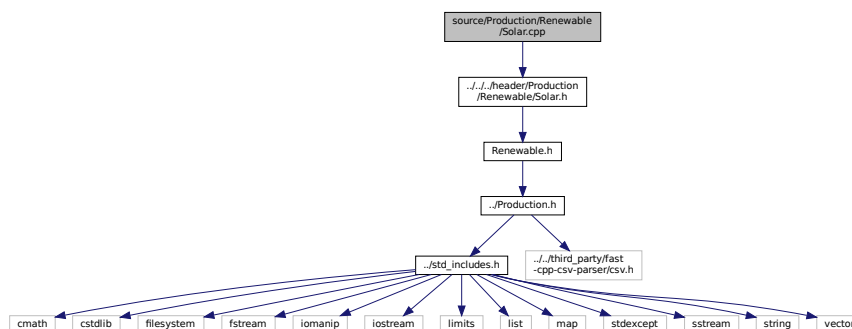 source/Production/Renewable
/Solar.cpp
../../../header/Production
/Renewable/Solar.h
Renewable.h
../Production.h
../std_includes.h
../../third_party/fast
-cpp-csv-parser/csv.h
cmath
cstdlib
filesystem
fstream
iomanip
iostream
limits
list
map
stdexcept
sstream
string
vector